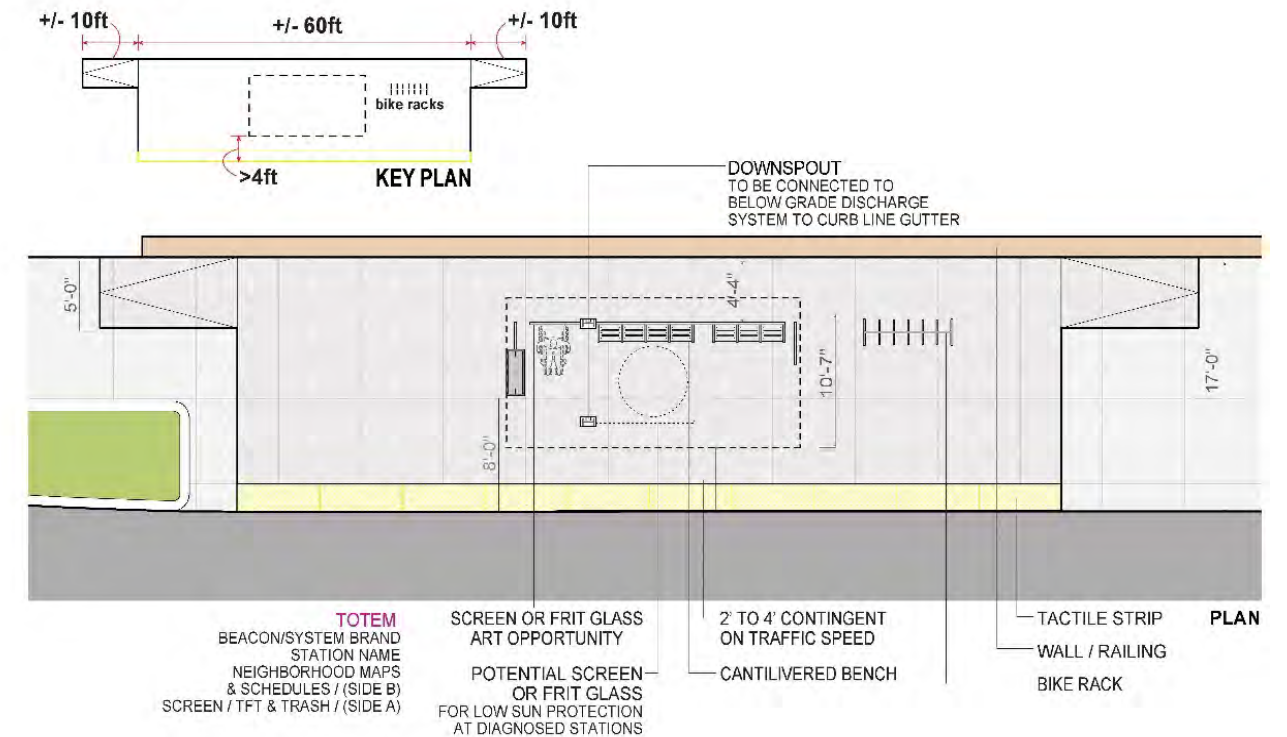 +/- 10ft
+/- 60ft
+/- 10ft
bike racks
>4ft
KEY PLAN
DOWNSPOUT
TO BE CONNECTED TO
BELOW GRADE DISCHARGE
SYSTEM TO CURB LINE GUTTER
5'-0"
4'-4"
10'-7"
17'-0"
8'-0"
TOTEM
BEACON/SYSTEM BRAND
STATION NAME
NEIGHBORHOOD MAPS
& SCHEDULES / (SIDE B)
SCREEN / TFT & TRASH / (SIDE A)
SCREEN OR FRIT GLASS
ART OPPORTUNITY
POTENTIAL SCREEN
OR FRIT GLASS
FOR LOW SUN PROTECTION
AT DIAGNOSED STATIONS
2' TO 4' CONTINGENT
ON TRAFFIC SPEED
CANTILIVERED BENCH
TACTILE STRIP
WALL / RAILING
BIKE RACK
PLAN